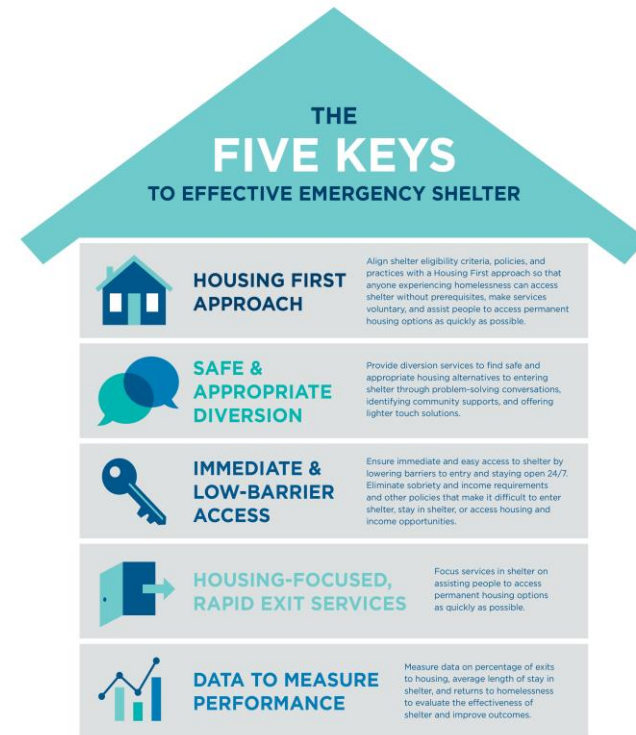 THE
FIVE KEYS
TO EFFECTIVE EMERGENCY SHELTER
HOUSING FIRST
APPROACH
Align shelter eligibility criteria, policies, and
practices with a Housing First approach so that
anyone experiencing homelessness can access
shelter without prerequisites, make services
voluntary, and assist people to access permanent
housing options as quickly as possible.
SAFE &
APPROPRIATE
DIVERSION
Provide diversion services to find safe and
appropriate housing alternatives to entering
shelter through problem-solving conversations,
identifying community supports, and offering
lighter touch solutions.
IMMEDIATE &
LOW-BARRIER
ACCESS
Ensure immediate and easy access to shelter by
lowering barriers to entry and staying open 24/7.
Eliminate sobriety and income requirements
and other policies that make it difficult to enter
shelter, stay in shelter, or access housing and
income opportunities.
HOUSING-FOCUSED,
RAPID EXIT SERVICES
Focus services in shelter on
assisting people to access
permanent housing options
as quickly as possible.
DATA TO MEASURE
PERFORMANCE
Measure data on percentage of exits
to housing, average length of stay in
shelter, and returns to homelessness
to evaluate the effectiveness of
shelter and improve outcomes.